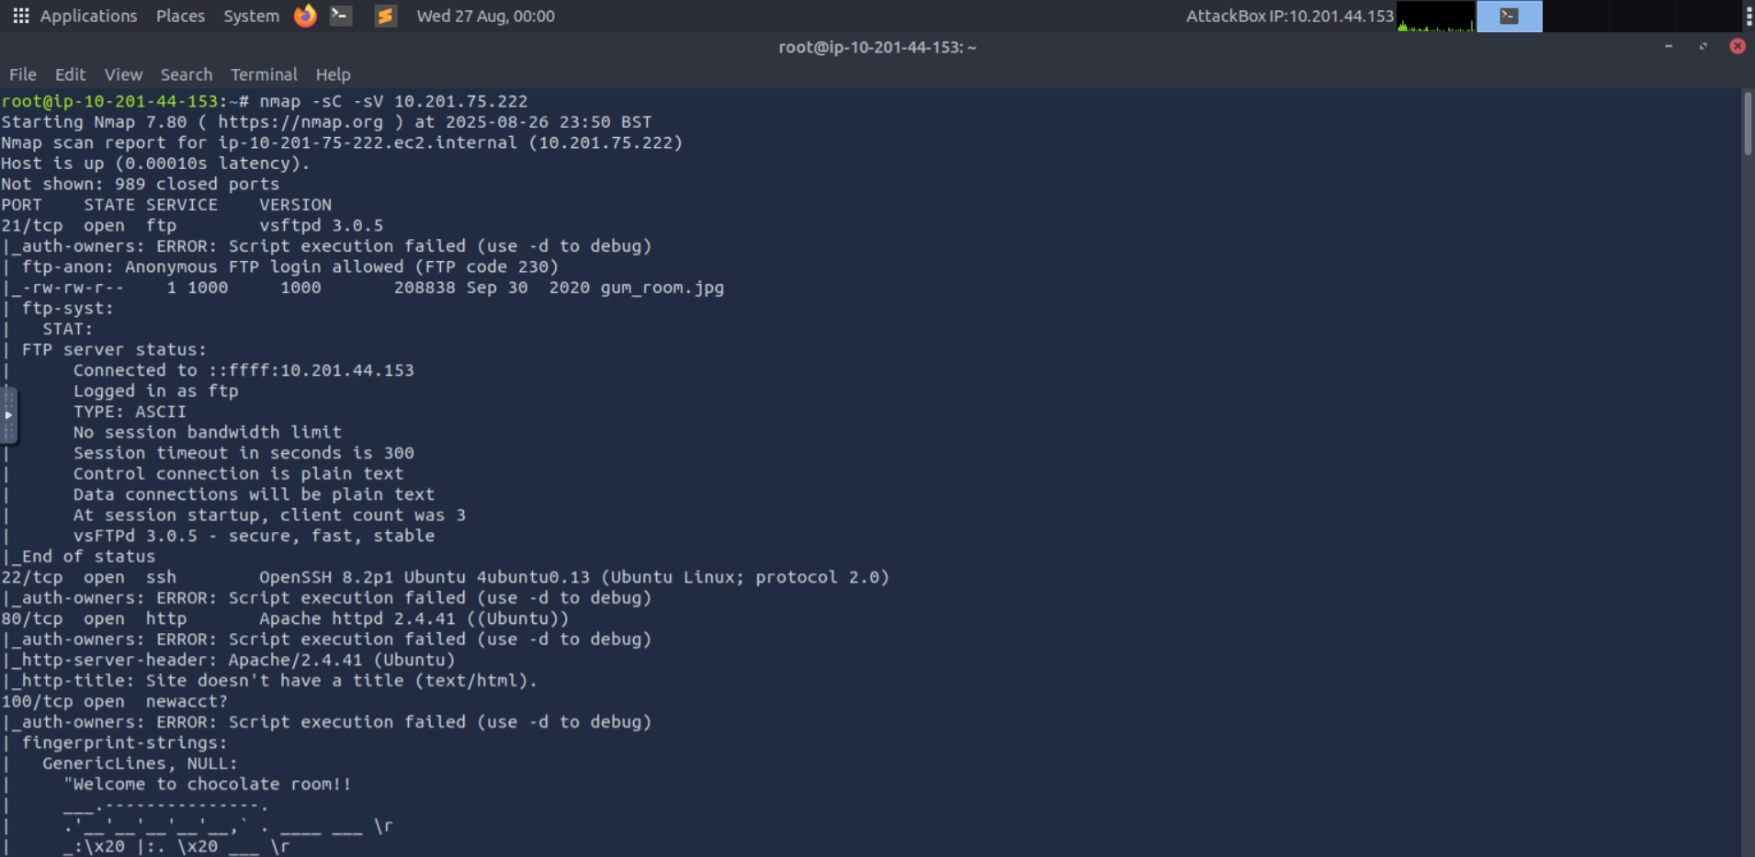 Applications Places System Wed 27 Aug, 00:00 AttackBox IP:10.201.44.153
root@ip-10-201-44-153: ~
File Edit View Search Terminal Help
root@ip-10-201-44-153:~# nmap -sC -sV 10.201.75.222
Starting Nmap 7.80 ( https://nmap.org ) at 2025-08-26 23:50 BST
Nmap scan report for ip-10-201-75-222.ec2.internal (10.201.75.222)
Host is up (0.00010s latency).
Not shown: 989 closed ports
PORT    STATE SERVICE    VERSION
21/tcp  open  ftp        vsftpd 3.0.5
|_auth-owners: ERROR: Script execution failed (use -d to debug)
| ftp-anon: Anonymous FTP login allowed (FTP code 230)
|_-rw-rw-r--    1 1000     1000       208838 Sep 30  2020 gum_room.jpg
| ftp-syst:
|   STAT:
| FTP server status:
|      Connected to ::ffff:10.201.44.153
Logged in as ftp
TYPE: ASCII
No session bandwidth limit
|      Session timeout in seconds is 300
|      Control connection is plain text
|      Data connections will be plain text
|      At session startup, client count was 3
|      vsFTPd 3.0.5 - secure, fast, stable
|_End of status
22/tcp  open  ssh        OpenSSH 8.2p1 Ubuntu 4ubuntu0.13 (Ubuntu Linux; protocol 2.0)
|_auth-owners: ERROR: Script execution failed (use -d to debug)
80/tcp  open  http       Apache httpd 2.4.41 ((Ubuntu))
|_auth-owners: ERROR: Script execution failed (use -d to debug)
|_http-server-header: Apache/2.4.41 (Ubuntu)
|_http-title: Site doesn't have a title (text/html).
100/tcp open  newacct?
|_auth-owners: ERROR: Script execution failed (use -d to debug)
| fingerprint-strings:
|   GenericLines, NULL:
|     "Welcome to chocolate room!!
|     ___.---------------.
|     .'__'__'__'__'__,` . ____ ___ \r
|     _:\x20 |:. \x20 ___ \r